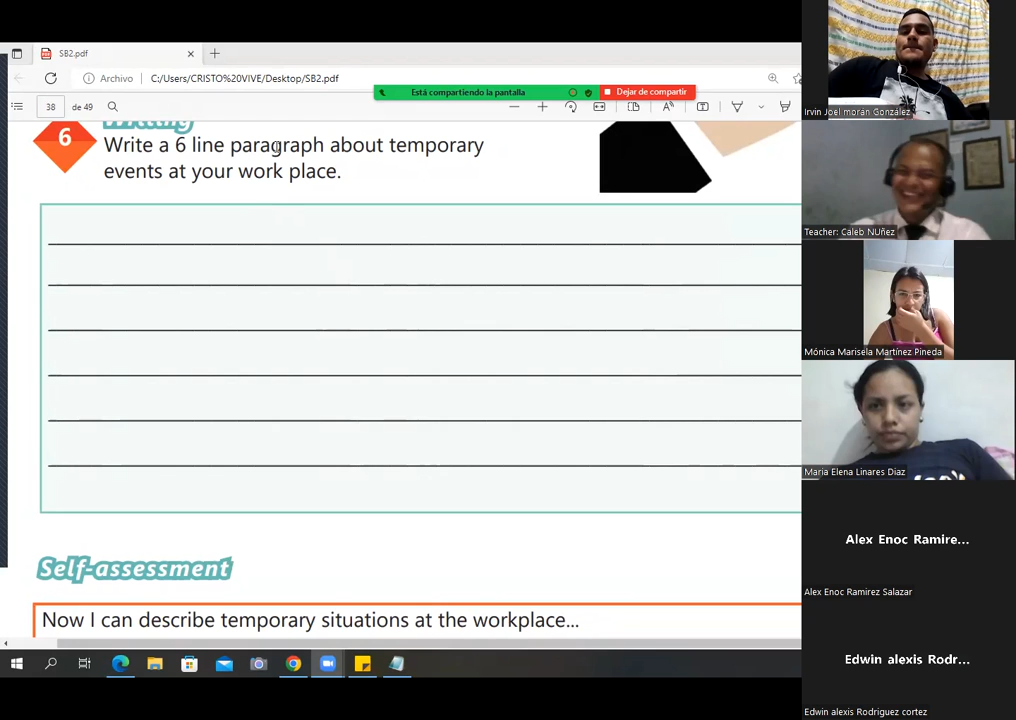 SB2.pdf
Archivo
C:/Users/CRISTO%20VIVE/Desktop/SB2.pdf
38
de 49
Está compartiendo la pantalla
Dejar de compartir
Writing
6
Write a 6 line paragraph about temporary
events at your work place.
Self-assessment
Now I can describe temporary situations at the workplace...
Irvin Joel moran González
Teacher: Caleb NUñez
Mónica Marisela Martínez Pineda
Maria Elena Linares Diaz
Alex Enoc Ramire...
Alex Enoc Ramirez Salazar
Edwin alexis Rodr...
Edwin alexis Rodriguez cortez